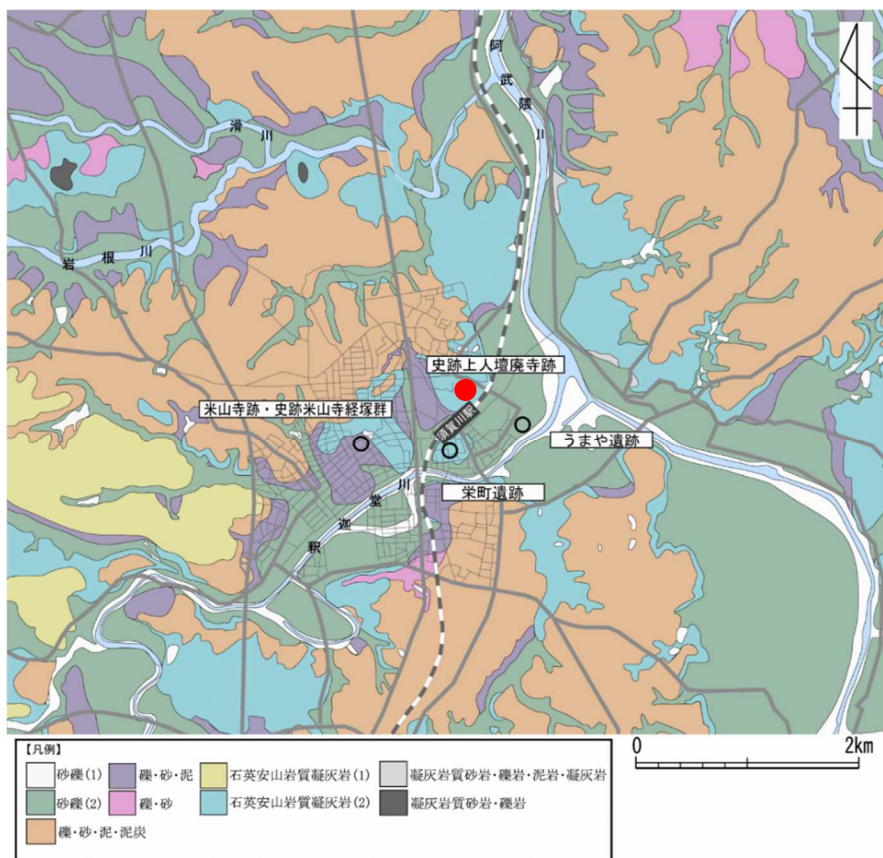 阿武隈川
滑川
岩根川
史跡上人壇廃寺跡
米山寺跡・史跡米山寺経塚群
須賀川駅
うまや遺跡
栄町遺跡
釈迦堂川
0 2km
【凡例】
砂礫(1)
砂礫(2)
礫・砂・泥・泥炭
礫・砂・泥
礫・砂
石英安山岩質凝灰岩(1)
石英安山岩質凝灰岩(2)
凝灰岩質砂岩・礫岩・泥岩・凝灰岩
凝灰岩質砂岩・礫岩